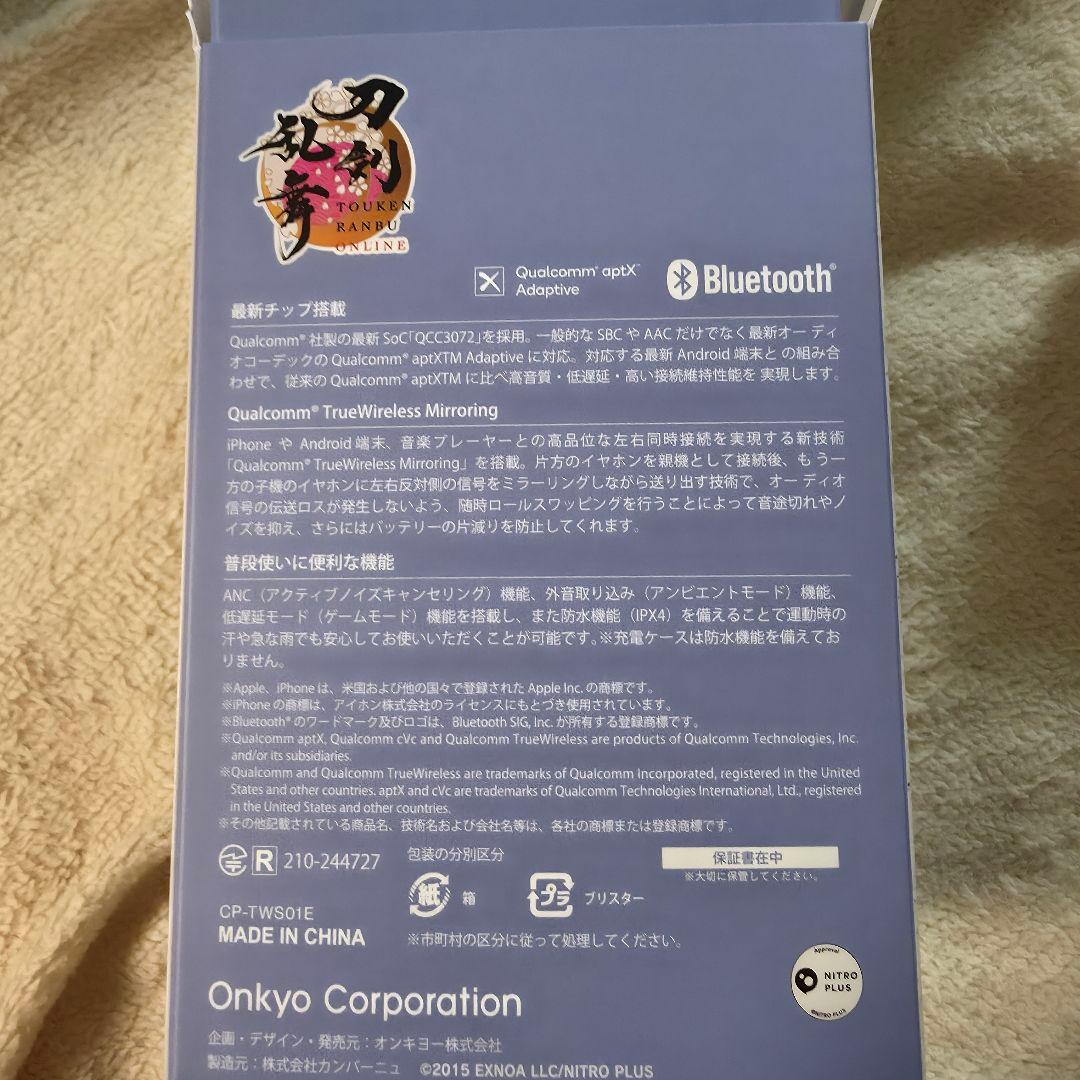 刀剣
乱舞
TOUKEN
RANBU
ONLINE
Qualcomm® aptX™
Adaptive
Bluetooth®
最新チップ搭載
Qualcomm® 社製の最新 SoC「QCC3072」を採用。一般的な SBC や AAC だけでなく最新オー ディ
オコーデックの Qualcomm® aptXTM Adaptive に対応。対応する最新 Android 端末と の組み合
わせで、従来の Qualcomm® aptXTM に比べ高音質・低遅延・高い接続維持性能を 実現します。
Qualcomm® TrueWireless Mirroring
iPhone や Android 端末、音楽プレーヤーとの高品位な左右同時接続を実現する新技術
「Qualcomm® TrueWireless Mirroring」を搭載。片方のイヤホンを親機として接続後、も う一
方の子機のイヤホンに左右反対側の信号をミラーリングしながら送り出す技術で、オー ディオ
信号の伝送ロスが発生しないよう、随時ロールスワッピングを行うことによって音途切れやノ
イズを抑え、さらにはバッテリーの片減りを防止してくれます。
普段使いに便利な機能
ANC（アクティブノイズキャンセリング）機能、外音取り込み（アンビエントモード）機能、
低遅延モード（ゲームモード）機能を搭載し、また防水機能（IPX4）を備えることで運動時の
汗や急な雨でも安心してお使いいただくことが可能です。※充電ケースは防水機能を備えてお
りません。
※Apple、iPhone は、米国および他の国々で登録された Apple Inc. の商標です。
※iPhone の商標は、アイホン株式会社のライセンスにもとづき使用されています。
※Bluetooth® のワードマーク及びロゴは、Bluetooth SIG, Inc. が所有する登録商標です。
※Qualcomm aptX, Qualcomm cVc and Qualcomm TrueWireless are products of Qualcomm Technologies, Inc.
and/or its subsidiaries.
※Qualcomm and Qualcomm TrueWireless are trademarks of Qualcomm Incorporated, registered in the United
States and other countries. aptX and cVc are trademarks of Qualcomm Technologies International, Ltd., registered
in the United States and other countries.
※その他記載されている商品名、技術名および会社名等は、各社の商標または登録商標です。
R 210-244727
包装の分別区分
保証書在中
※大切に保管してください。
紙 箱
プラ ブリスター
CP-TWS01E
MADE IN CHINA
※市町村の区分に従って処理してください。
Approval
NITRO
PLUS
©NITRO PLUS
Onkyo Corporation
企画・デザイン・発売元：オンキヨー株式会社
製造元：株式会社カンパーニュ ©2015 EXNOA LLC/NITRO PLUS